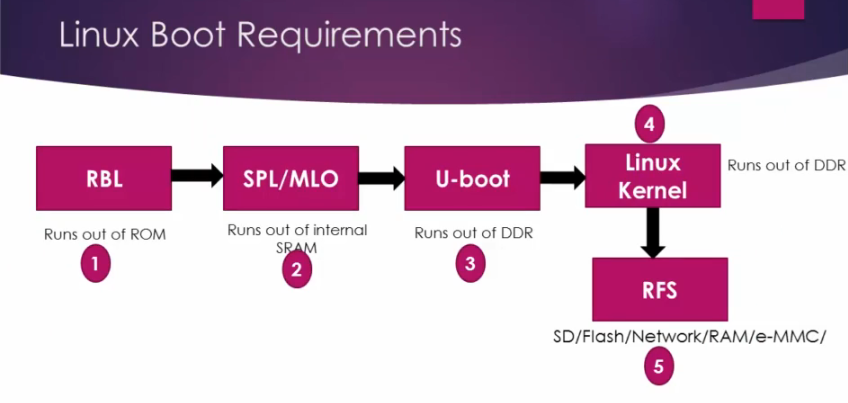 Linux Boot Requirements
RBL
Runs out of ROM
1
SPL/MLO
Runs out of internal
SRAM
2
U-boot
Runs out of DDR
3
4
Linux
Kernel
Runs out of DDR
RFS
SD/Flash/Network/RAM/e-MMC/
5